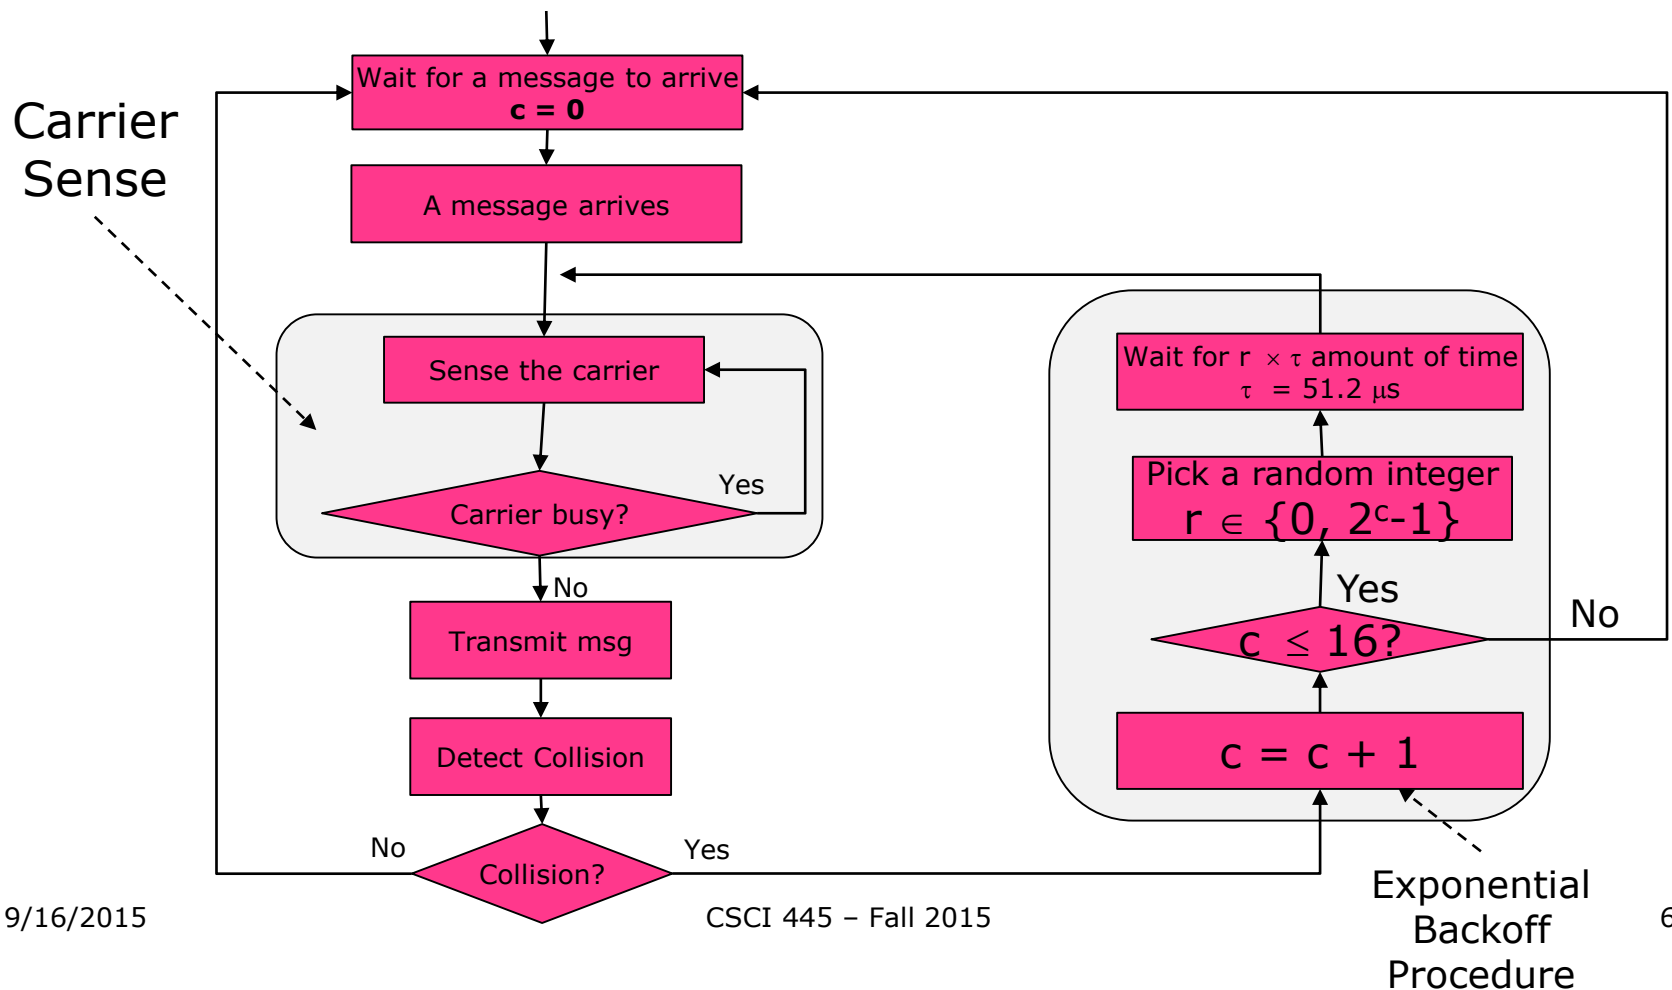 Wait for a message to arrive
c = 0
Carrier
Sense
A message arrives
Sense the carrier
Carrier busy?
Yes
No
Transmit msg
Detect Collision
Collision?
No
Yes
Wait for r × τ amount of time
τ = 51.2 μs
Pick a random integer
r ∈ {0, 2ᶜ-1}
Yes
c ≤ 16?
No
c = c + 1
Exponential
Backoff
Procedure
9/16/2015
CSCI 445 – Fall 2015
6